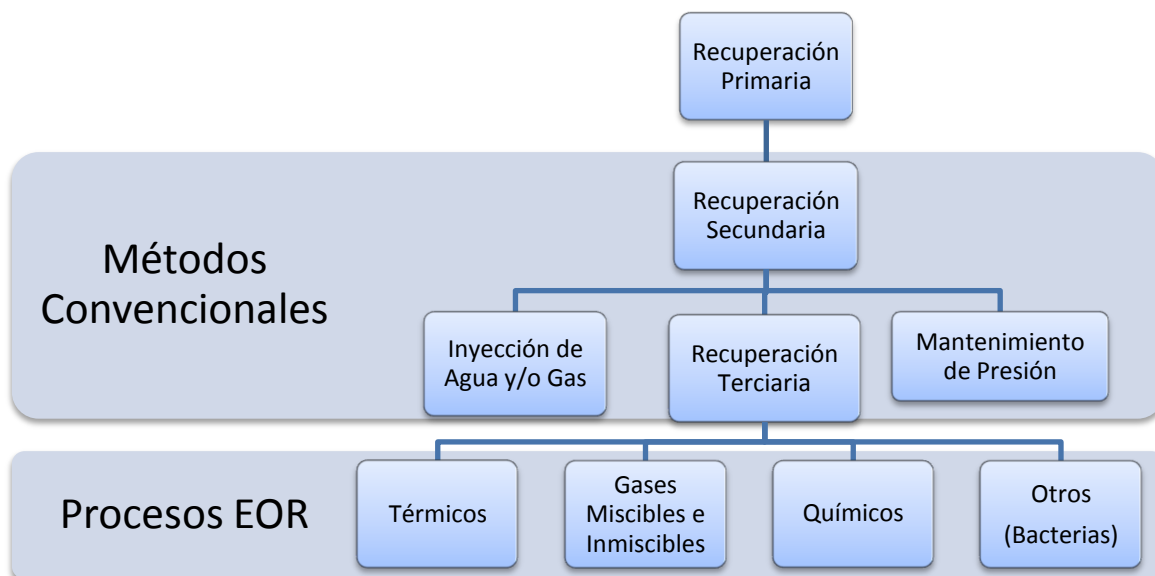 Recuperación
Primaria
Métodos
Convencionales
Recuperación
Secundaria
Inyección de
Agua y/o Gas
Recuperación
Terciaria
Mantenimiento
de Presión
Procesos EOR
Térmicos
Gases
Miscibles e
Inmiscibles
Químicos
Otros
(Bacterias)